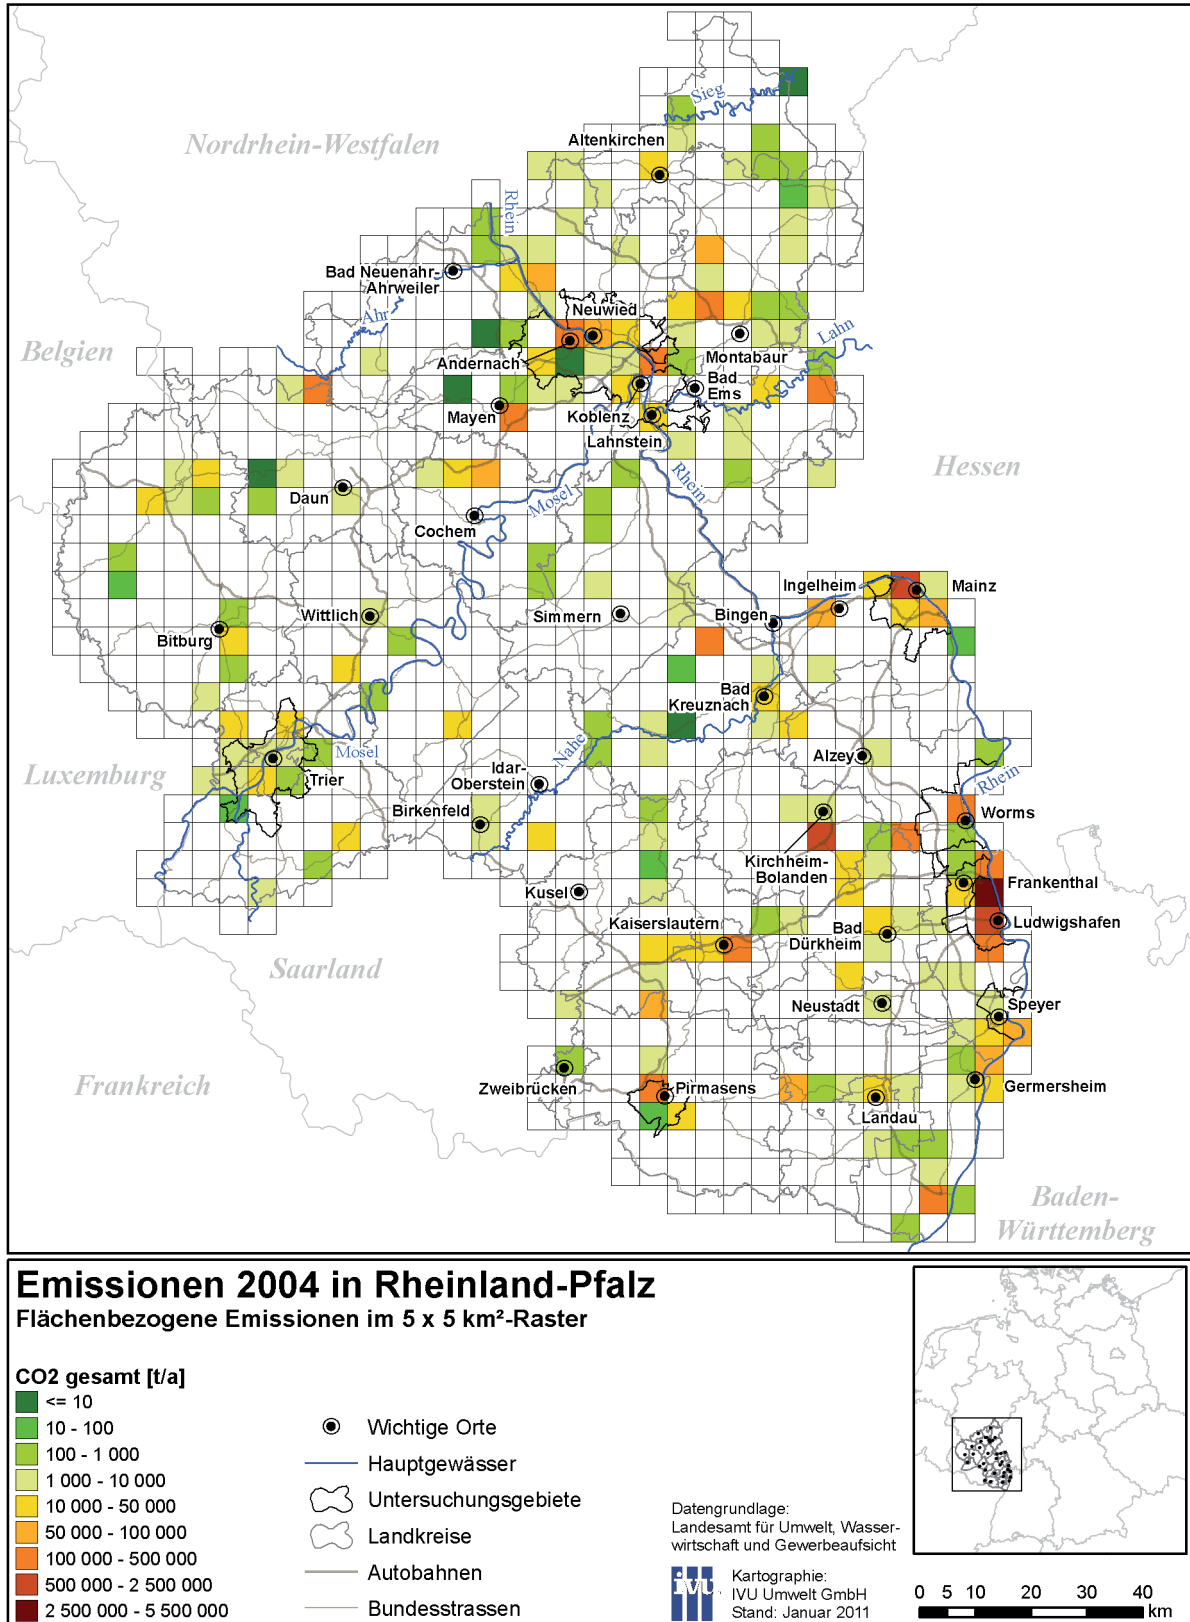 Nordrhein-Westfalen
Sieg
Altenkirchen
Rhein
Bad Neuenahr-
Ahrweiler
Ahr
Neuwied
Belgien
Andernach
Montabaur
Lahn
Bad
Ems
Mayen
Koblenz
Lahnstein
Hessen
Rhein
Daun
Mosel
Cochem
Ingelheim
Mainz
Wittlich
Simmern
Bingen
Bitburg
Bad
Kreuznach
Mosel
Nahe
Alzey
Luxemburg
Trier
Idar-
Oberstein
Rhein
Birkenfeld
Worms
Kirchheim-
Bolanden
Kusel
Frankenthal
Kaiserslautern
Bad
Dürkheim
Ludwigshafen
Saarland
Neustadt
Speyer
Frankreich
Zweibrücken
Pirmasens
Germersheim
Landau
Baden-
Württemberg
Emissionen 2004 in Rheinland-Pfalz
Flächenbezogene Emissionen im 5 x 5 km²-Raster
CO2 gesamt [t/a]
<= 10
10 - 100
100 - 1 000
1 000 - 10 000
10 000 - 50 000
50 000 - 100 000
100 000 - 500 000
500 000 - 2 500 000
2 500 000 - 5 500 000
Wichtige Orte
Hauptgewässer
Untersuchungsgebiete
Landkreise
Autobahnen
Bundesstrassen
Datengrundlage:
Landesamt für Umwelt, Wasser-
wirtschaft und Gewerbeaufsicht
ivu
Kartographie:
IVU Umwelt GmbH
Stand: Januar 2011
0 5 10 20 30 40
km